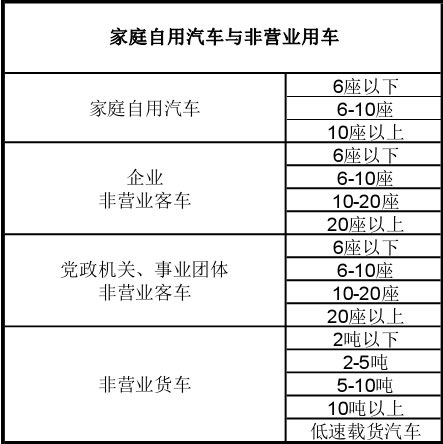 家庭自用汽车与非营业用车
家庭自用汽车
6座以下
6-10座
10座以上
企业
非营业客车
6座以下
6-10座
10-20座
20座以上
党政机关、事业团体
非营业客车
6座以下
6-10座
10-20座
20座以上
非营业货车
2吨以下
2-5吨
5-10吨
10吨以上
低速载货汽车